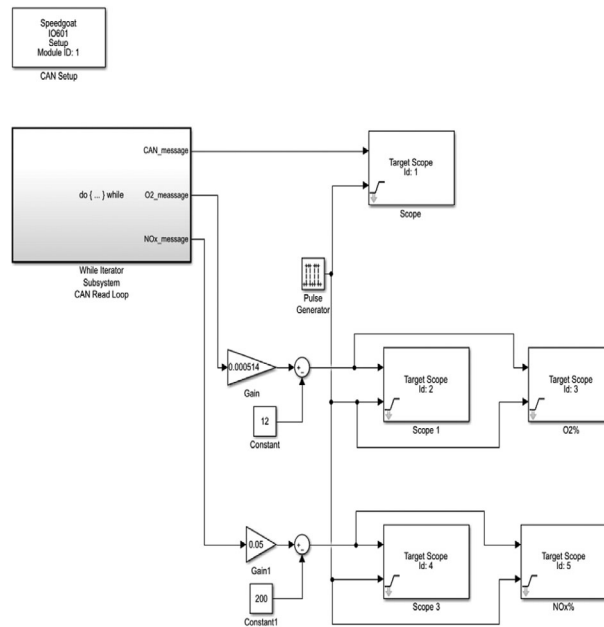 Speedgoat
IO601
Setup
Module ID: 1
CAN Setup
CAN_message
do { ... } while
O2_meassage
NOx_message
While Iterator
Subsystem
CAN Read Loop
Target Scope
Id: 1
Scope
Pulse
Generator
0.000514
Gain
12
Constant
Target Scope
Id: 2
Scope 1
Target Scope
Id: 3
O2%
0.05
Gain1
200
Constant1
Target Scope
Id: 4
Scope 3
Target Scope
Id: 5
NOx%